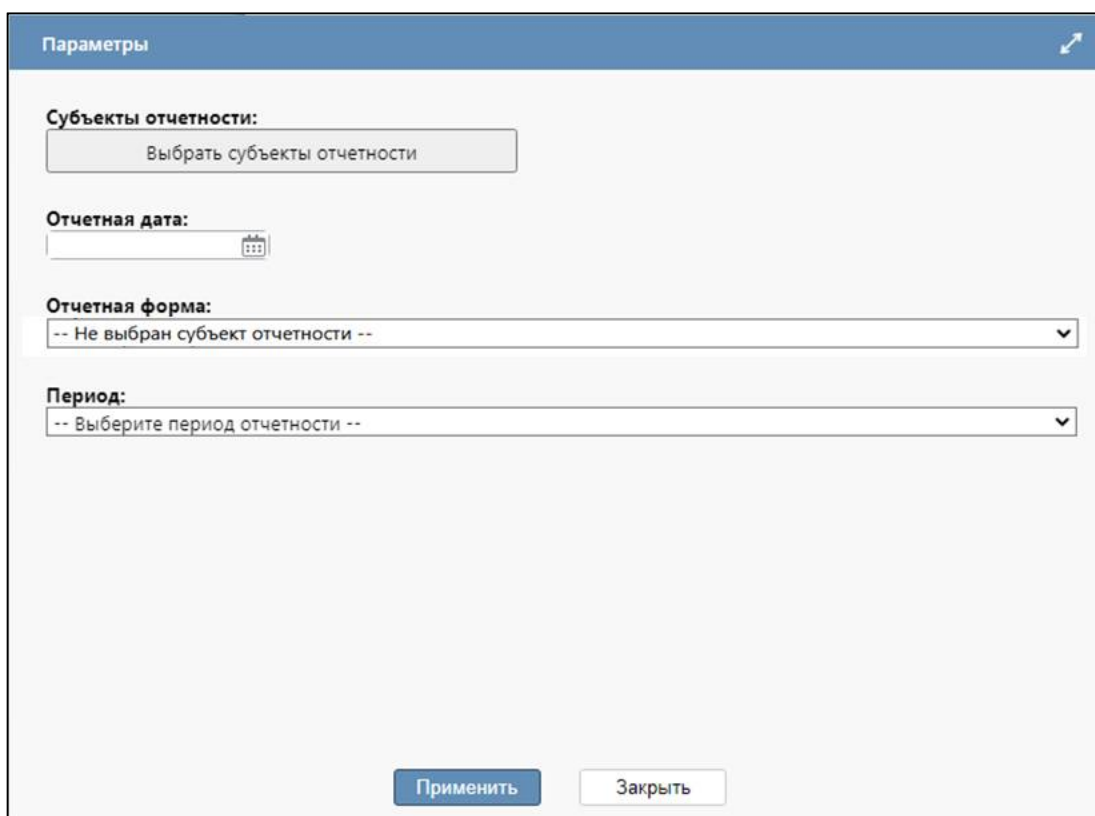 Параметры
Субъекты отчетности:
Выбрать субъекты отчетности
Отчетная дата:
Отчетная форма:
-- Не выбран субъект отчетности --
Период:
-- Выберите период отчетности --
Применить
Закрыть